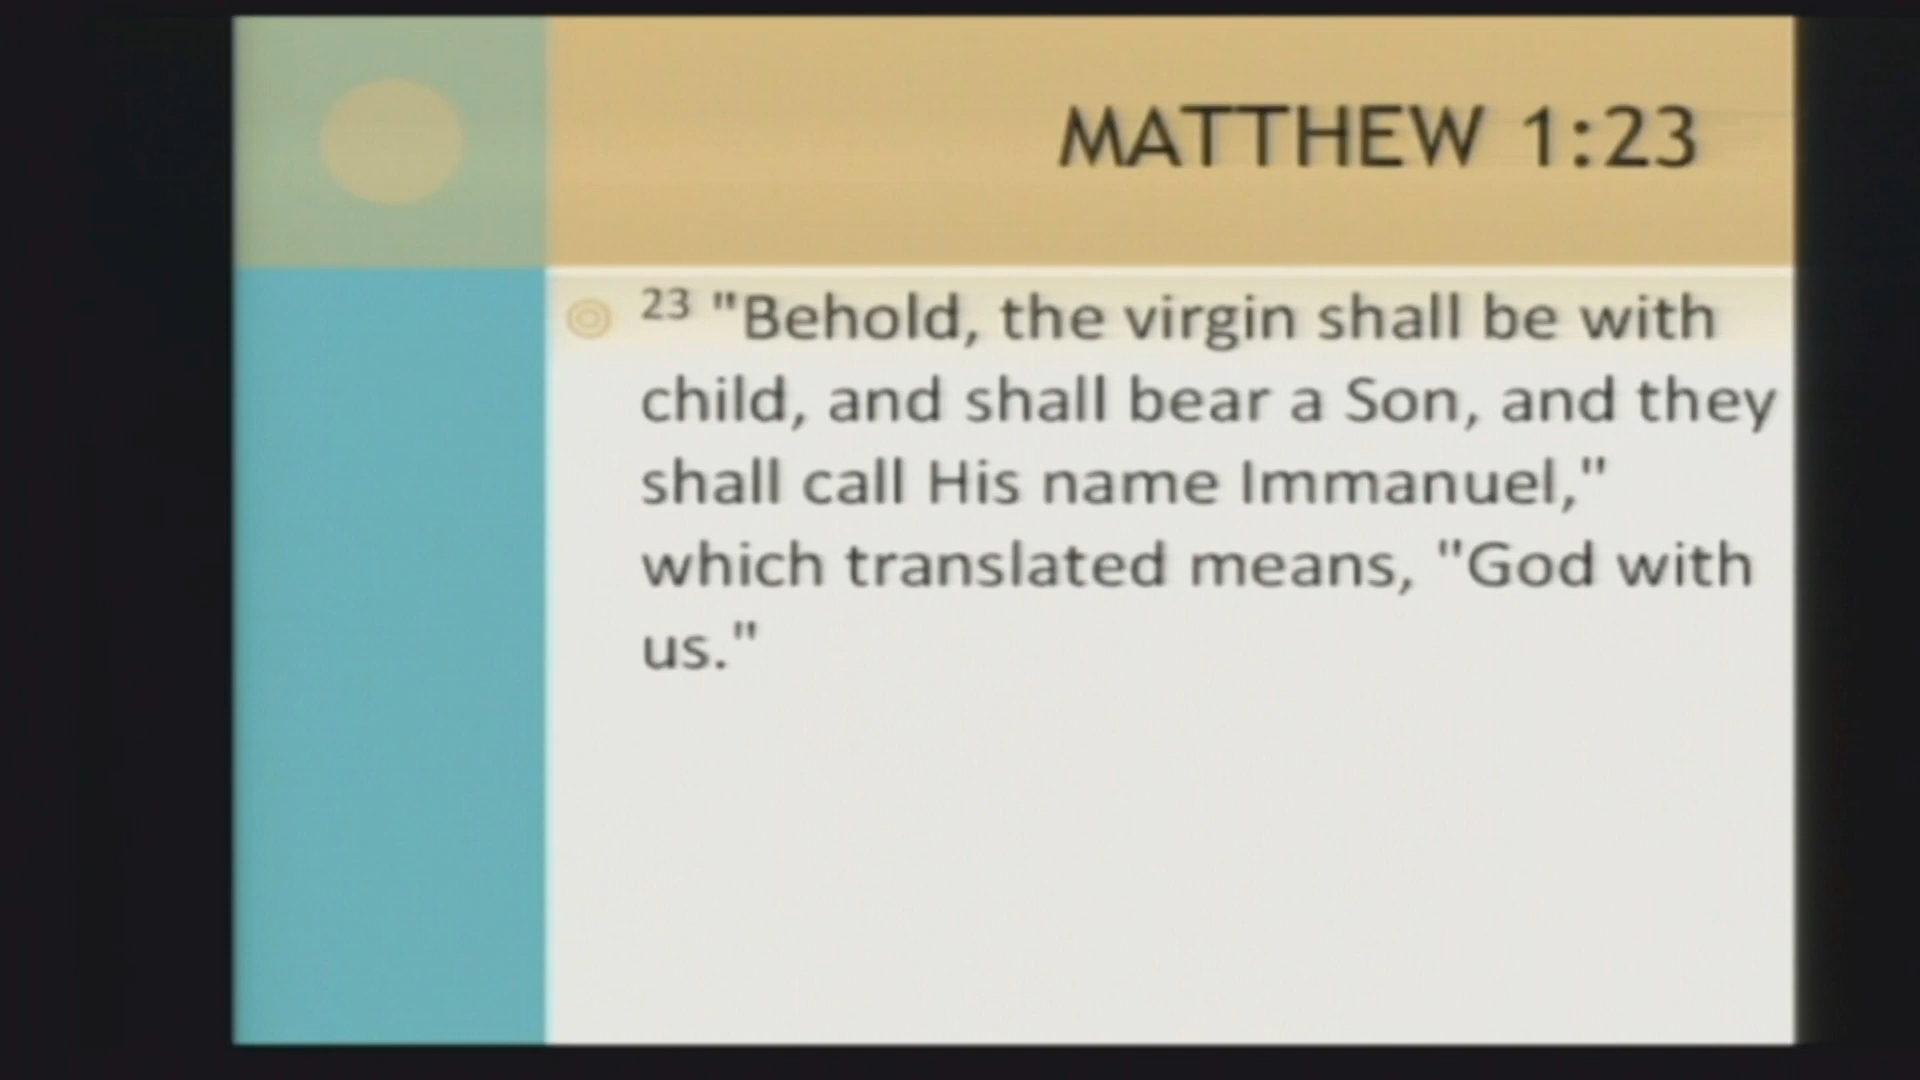 MATTHEW 1:23
23 "Behold, the virgin shall be with
child, and shall bear a Son, and they
shall call His name Immanuel,"
which translated means, "God with
us."